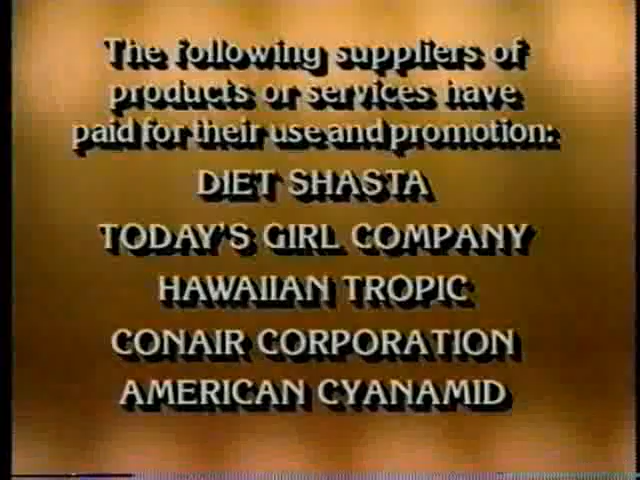 The following suppliers of
products or services have
paid for their use and promotion:
DIET SHASTA
TODAY'S GIRL COMPANY
HAWAIIAN TROPIC
CONAIR CORPORATION
AMERICAN CYANAMID